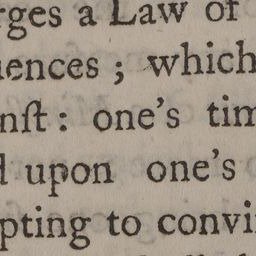 rges a Law of
uences ; which
nſt : one's tim
d upon one's
pting to convi